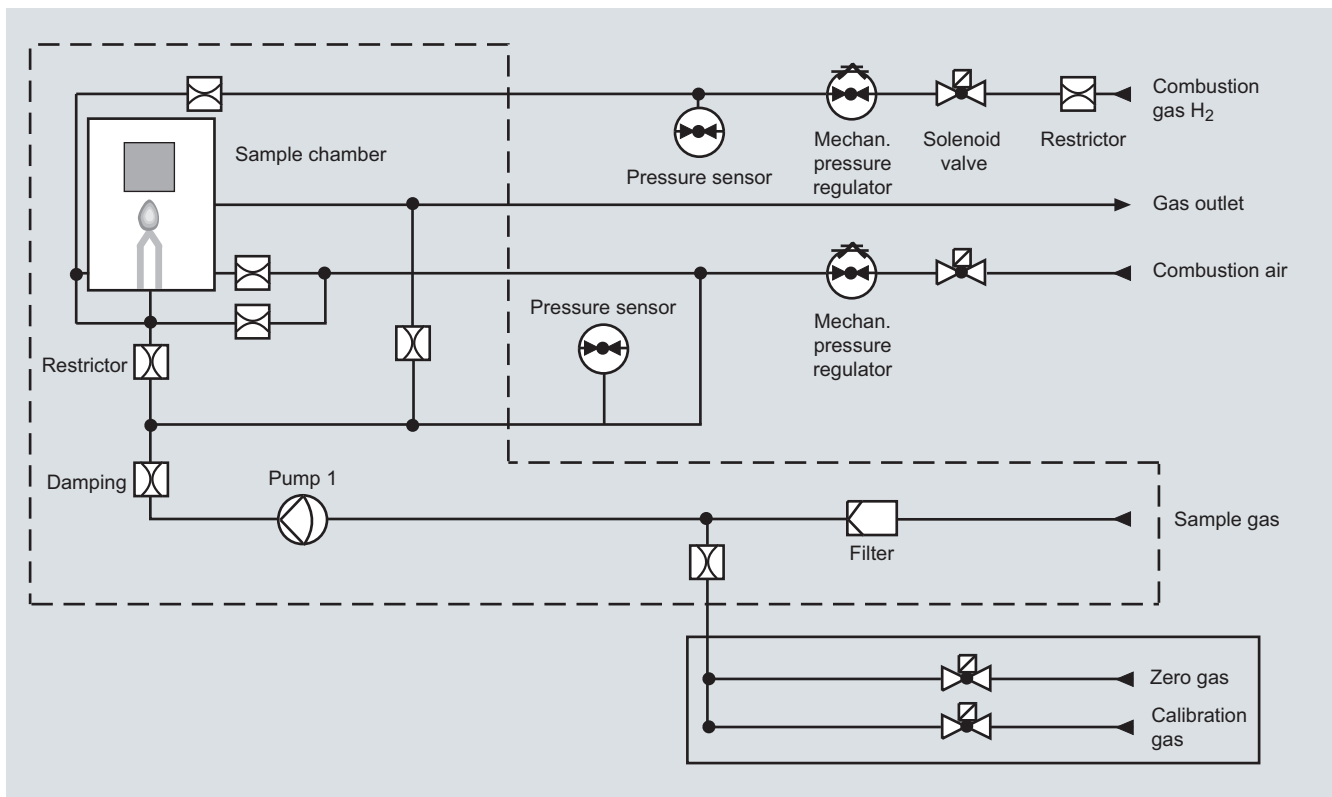 Combustion
gas H₂
Sample chamber
Pressure sensor
Mechan.
pressure
regulator
Solenoid
valve
Restrictor
Gas outlet
Combustion air
Pressure sensor
Mechan.
pressure
regulator
Restrictor
Damping
Pump 1
Filter
Sample gas
Zero gas
Calibration
gas